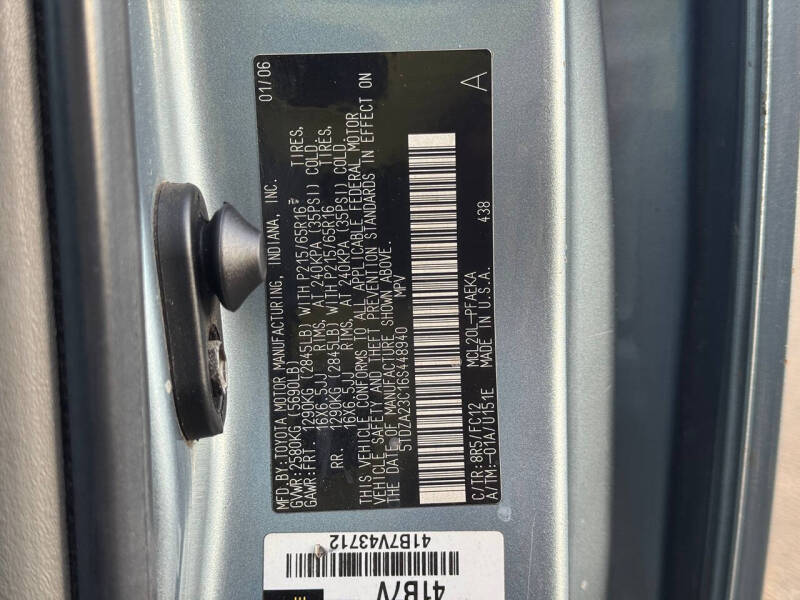 MFD.BY:TOYOTA MOTOR MANUFACTURING, INDIANA, INC. 01/06
GVWR:2580KG (5690LB)
GAWR:FRT. 1290KG (2845LB) WITH P215/65R16 TIRES,
16X6.5JJ RIMS, AT 240KPA (35PSI) COLD.
RR. 1290KG (2845LB) WITH P215/65R16 TIRES,
16X6.5JJ RIMS, AT 240KPA (35PSI) COLD.
THIS VEHICLE CONFORMS TO ALL APPLICABLE FEDERAL MOTOR
VEHICLE SAFETY AND THEFT PREVENTION STANDARDS IN EFFECT ON
THE DATE OF MANUFACTURE SHOWN ABOVE.
5TDZA23C16S448940 MPV
C/TR:8R5/FC12 MCL20L-PFAEKA 438 A
A/TM:-01A/U151E MADE IN U.S.A.
41B7V43712
41B7V